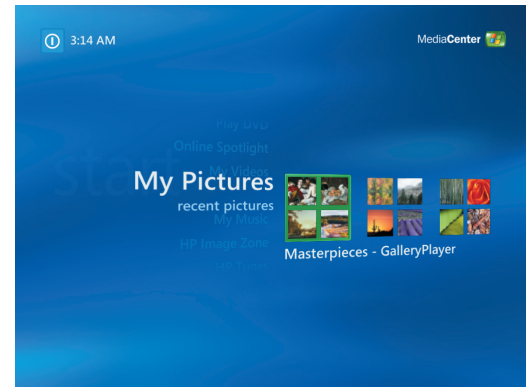 3:14 AM
MediaCenter
start
Play DVD
Online Spotlight
My Videos
My Pictures
recent pictures
My Music
HP Image Zone
HP Tunes
Masterpieces - GalleryPlayer